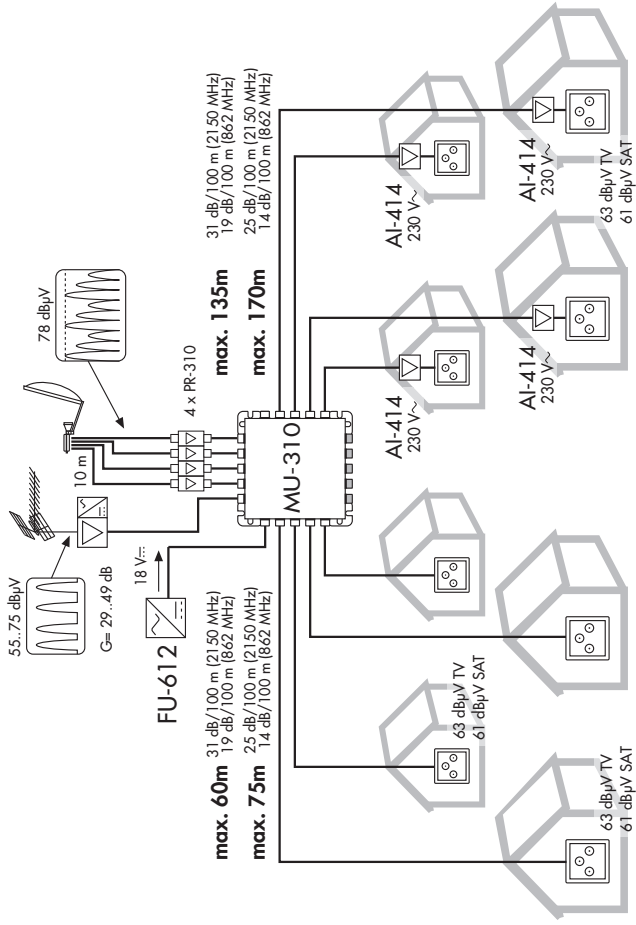 55..75 dBµV
G= 29..49 dB
10 m
78 dBµV
4 x PR-310
18 V⎓
FU-612
MU-310
max. 60m
31 dB/100 m (2150 MHz)
19 dB/100 m (862 MHz)
max. 75m
25 dB/100 m (2150 MHz)
14 dB/100 m (862 MHz)
max. 135m
31 dB/100 m (2150 MHz)
19 dB/100 m (862 MHz)
max. 170m
25 dB/100 m (2150 MHz)
14 dB/100 m (862 MHz)
63 dBµV TV
61 dBµV SAT
AI-414
230 V~
AI-414
230 V~
63 dBµV TV
61 dBµV SAT
AI-414
230 V~
AI-414
230 V~
63 dBµV TV
61 dBµV SAT